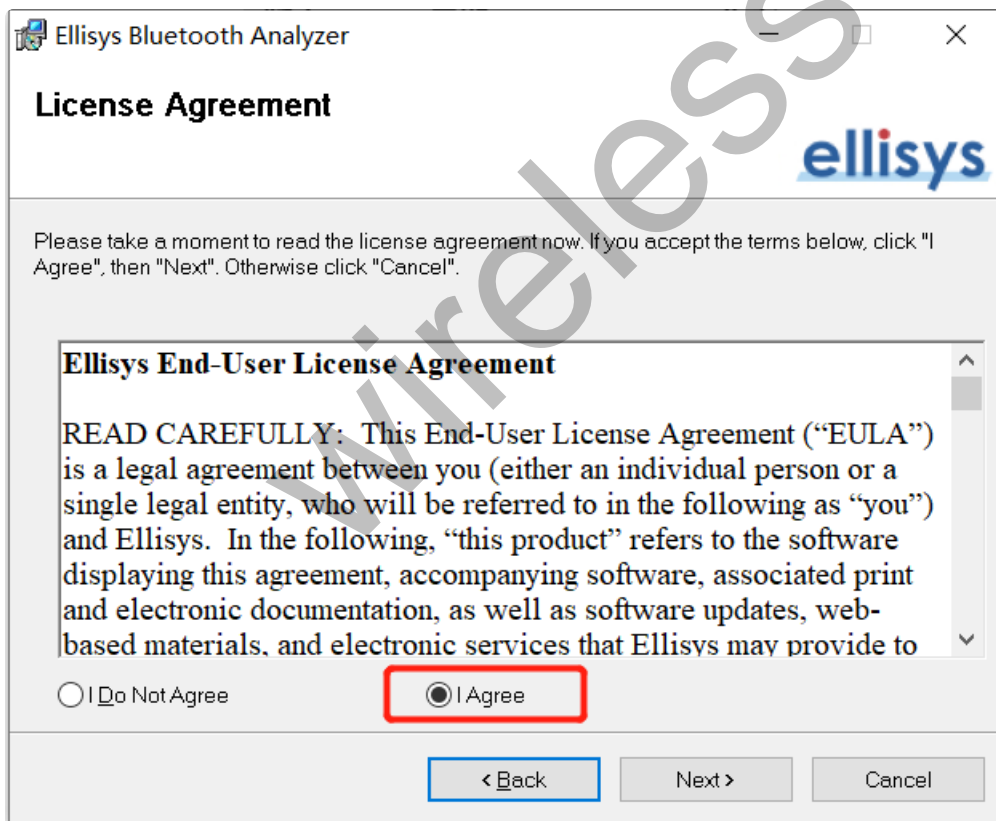 Ellisys Bluetooth Analyzer
License Agreement
ellisys
Please take a moment to read the license agreement now. If you accept the terms below, click "I
Agree", then "Next". Otherwise click "Cancel".
Ellisys End-User License Agreement
READ CAREFULLY:  This End-User License Agreement (“EULA”)
is a legal agreement between you (either an individual person or a
single legal entity, who will be referred to in the following as “you”)
and Ellisys.  In the following, “this product” refers to the software
displaying this agreement, accompanying software, associated print
and electronic documentation, as well as software updates, web-
based materials, and electronic services that Ellisys may provide to
I Do Not Agree
I Agree
< Back
Next >
Cancel
wireless